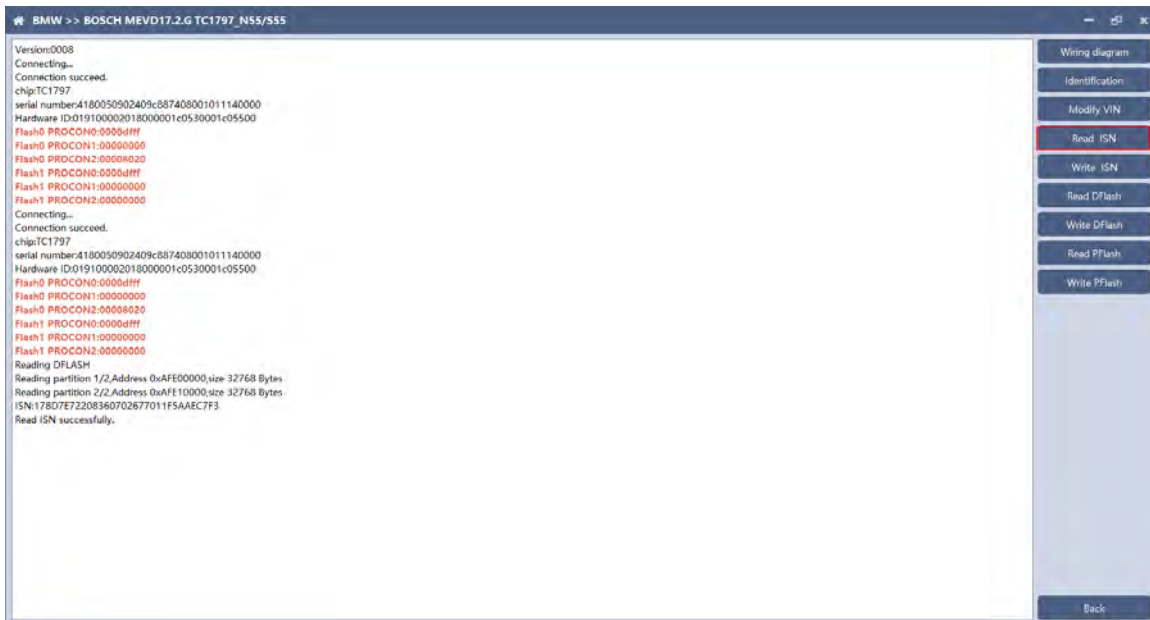 BMW >> BOSCH MEVD17.2.G TC1797_N55/S55
Version:0008
Connecting...
Connection succeed.
chip:TC1797
serial number:4180050902409c887408001011140000
Hardware ID:019100002018000001c0530001c05500
Flash0 PROCON0:0000dfff
Flash0 PROCON1:00000000
Flash0 PROCON2:00008020
Flash1 PROCON0:0000dfff
Flash1 PROCON1:00000000
Flash1 PROCON2:00000000
Connecting...
Connection succeed.
chip:TC1797
serial number:4180050902409c887408001011140000
Hardware ID:019100002018000001c0530001c05500
Flash0 PROCON0:0000dfff
Flash0 PROCON1:00000000
Flash0 PROCON2:00008020
Flash1 PROCON0:0000dfff
Flash1 PROCON1:00000000
Flash1 PROCON2:00000000
Reading DFLASH
Reading partition 1/2,Address 0xAFE00000,size 32768 Bytes
Reading partition 2/2,Address 0xAFE10000,size 32768 Bytes
ISN:178D7E72208360702677011F5AAEC7F3
Read ISN successfully.
Wiring diagram
Identification
Modify VIN
Read ISN
Write ISN
Read DFlash
Write DFlash
Read PFlash
Write PFlash
Back